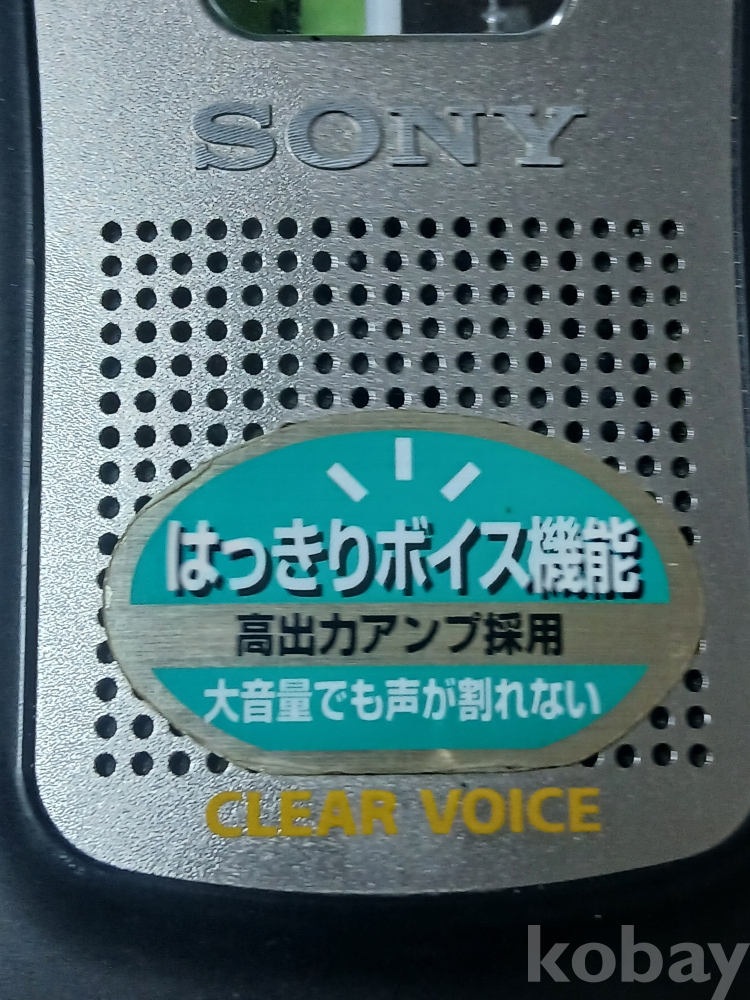 SONY
はっきりボイス機能
高出力アンプ採用
大音量でも声が割れない
CLEAR VOICE
kobay